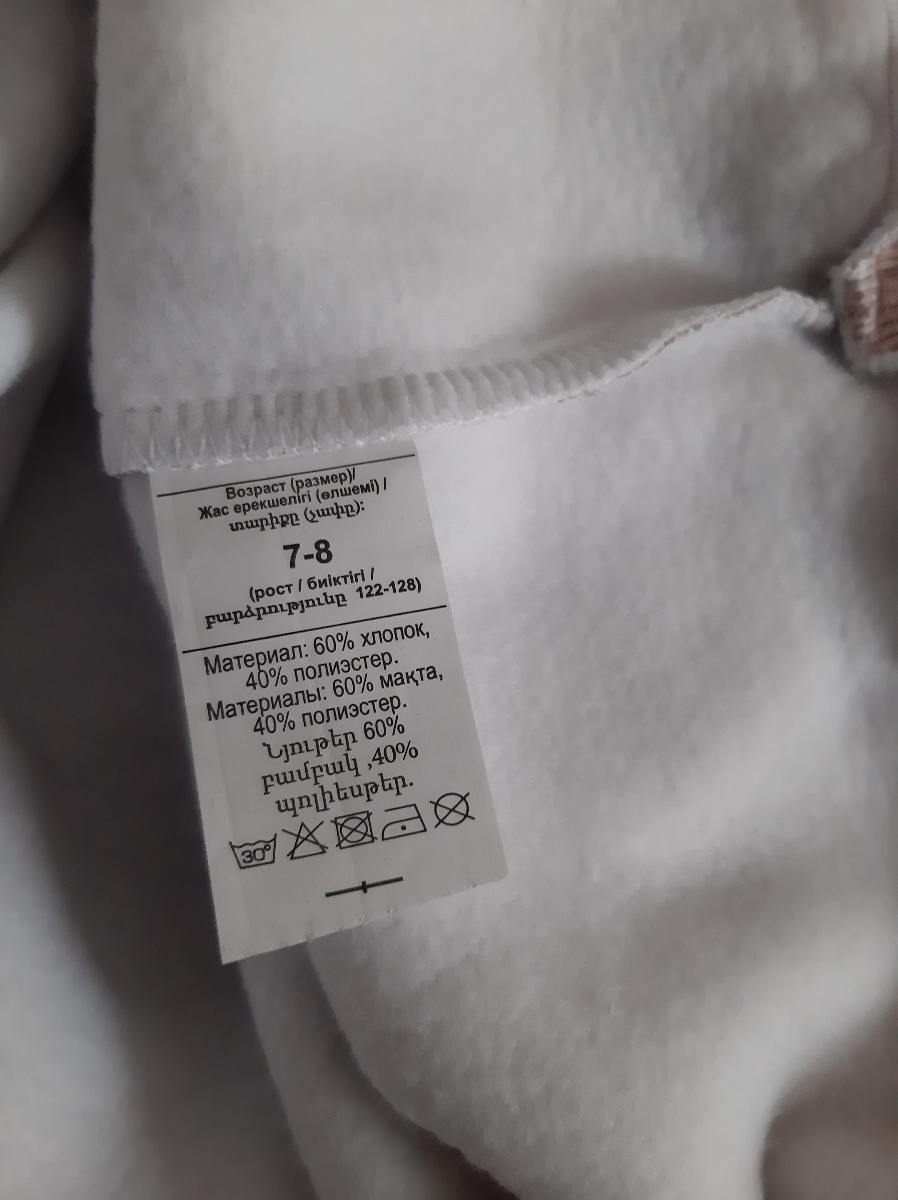 Возраст (размер)/
Жас ерекшелігі (өлшемі) /
տարիքը (չափը):
7-8
(рост / биіктігі /
բարձրությունը 122-128)
Материал: 60% хлопок,
40% полиэстер.
Материалы: 60% мақта,
40% полиэстер.
Նյութեր 60%
բամբակ ,40%
պոլիեսթեր.
30°